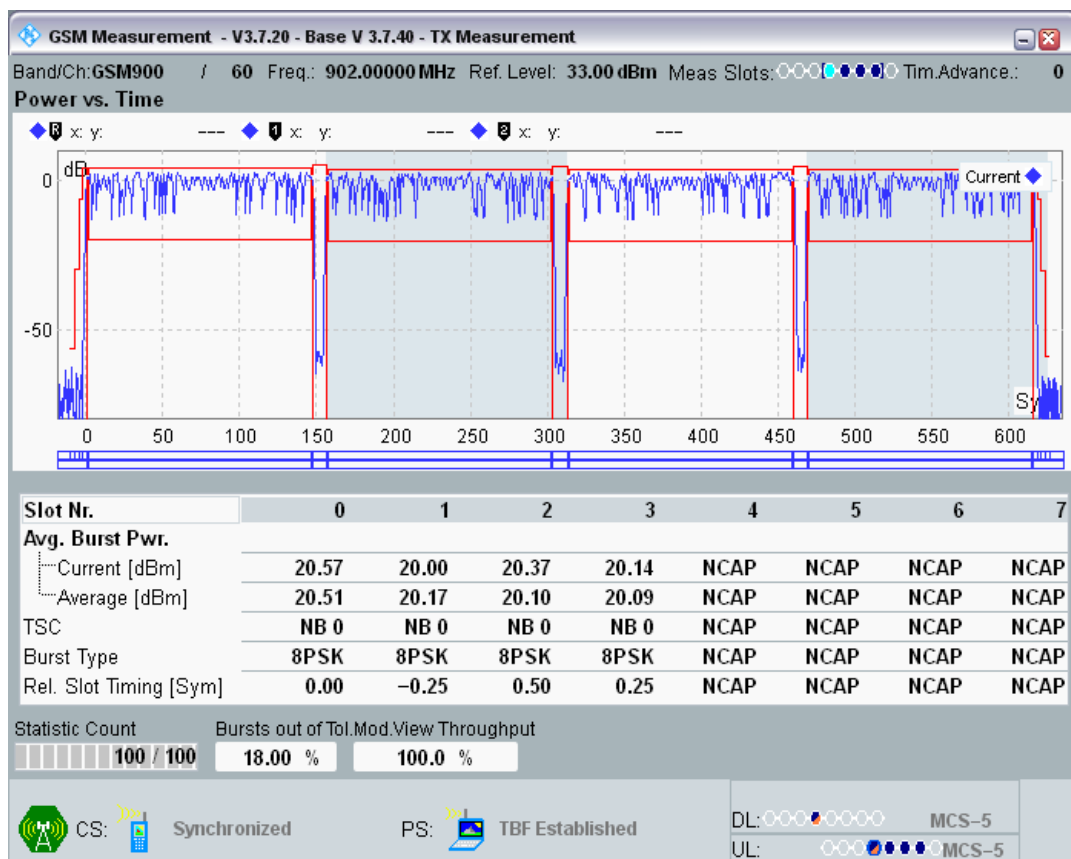 GSM Measurement - V3.7.20 - Base V 3.7.40 - TX Measurement
Band/Ch:GSM900 / 60 Freq.: 902.00000 MHz Ref. Level: 33.00 dBm Meas Slots: Tim.Advance.: 0
Power vs. Time
R x: y: --- 1 x: y: --- 2 x: y: ---
dB
Current
0
-50
Sy
0 50 100 150 200 250 300 350 400 450 500 550 600
Slot Nr. 0 1 2 3 4 5 6 7
Avg. Burst Pwr.
Current [dBm] 20.57 20.00 20.37 20.14 NCAP NCAP NCAP NCAP
Average [dBm] 20.51 20.17 20.10 20.09 NCAP NCAP NCAP NCAP
TSC NB 0 NB 0 NB 0 NB 0 NCAP NCAP NCAP NCAP
Burst Type 8PSK 8PSK 8PSK 8PSK NCAP NCAP NCAP NCAP
Rel. Slot Timing [Sym] 0.00 −0.25 0.50 0.25 NCAP NCAP NCAP NCAP
Statistic Count Bursts out of Tol.Mod.View Throughput
100 / 100 18.00 % 100.0 %
CS: Synchronized PS: TBF Established DL: MCS−5
UL: MCS−5